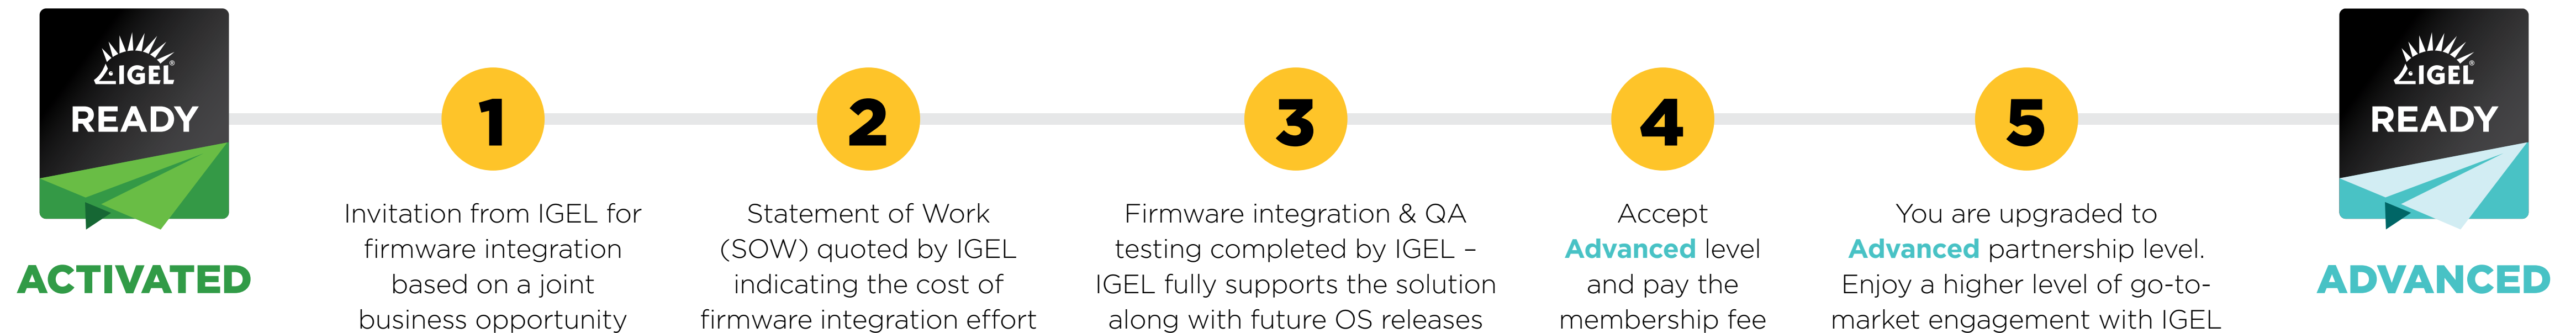 IGEL®
READY
ACTIVATED
1
Invitation from IGEL for
firmware integration
based on a joint
business opportunity
2
Statement of Work
(SOW) quoted by IGEL
indicating the cost of
firmware integration effort
3
Firmware integration & QA
testing completed by IGEL –
IGEL fully supports the solution
along with future OS releases
4
Accept
Advanced level
and pay the
membership fee
5
You are upgraded to
Advanced partnership level.
Enjoy a higher level of go-to-
market engagement with IGEL
IGEL®
READY
ADVANCED